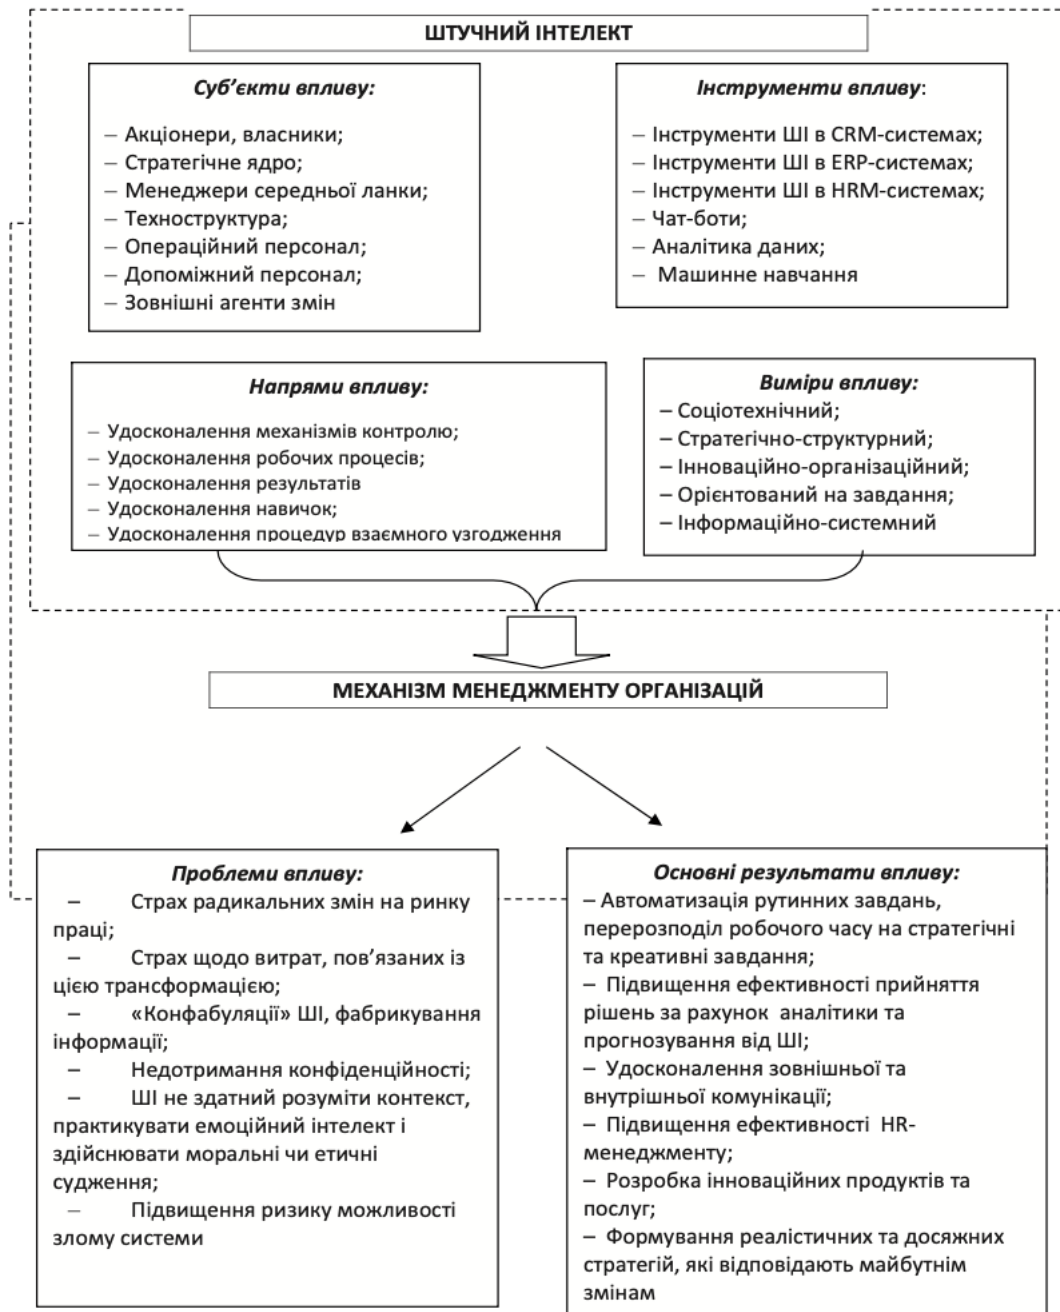 ШТУЧНИЙ ІНТЕЛЕКТ
Суб’єкти впливу:
– Акціонери, власники;
– Стратегічне ядро;
– Менеджери середньої ланки;
– Техноструктура;
– Операційний персонал;
– Допоміжний персонал;
– Зовнішні агенти змін
Інструменти впливу:
– Інструменти ШІ в CRM-системах;
– Інструменти ШІ в ERP-системах;
– Інструменти ШІ в HRM-системах;
– Чат-боти;
– Аналітика даних;
– Машинне навчання
Напрями впливу:
– Удосконалення механізмів контролю;
– Удосконалення робочих процесів;
– Удосконалення результатів
– Удосконалення навичок;
– Удосконалення процедур взаємного узгодження
Виміри впливу:
– Соціотехнічний;
– Стратегічно-структурний;
– Інноваційно-організаційний;
– Орієнтований на завдання;
– Інформаційно-системний
МЕХАНІЗМ МЕНЕДЖМЕНТУ ОРГАНІЗАЦІЙ
Проблеми впливу:
– Страх радикальних змін на ринку
праці;
– Страх щодо витрат, пов’язаних із
цією трансформацією;
– «Конфабуляції» ШІ, фабрикування
інформації;
– Недотримання конфіденційності;
– ШІ не здатний розуміти контекст,
практикувати емоційний інтелект і
здійснювати моральні чи етичні
судження;
– Підвищення ризику можливості
злому системи
Основні результати впливу:
– Автоматизація рутинних завдань,
перерозподіл робочого часу на стратегічні
та креативні завдання;
– Підвищення ефективності прийняття
рішень за рахунок аналітики та
прогнозування від ШІ;
– Удосконалення зовнішньої та
внутрішньої комунікації;
– Підвищення ефективності HR-
менеджменту;
– Розробка інноваційних продуктів та
послуг;
– Формування реалістичних та досяжних
стратегій, які відповідають майбутнім
змінам